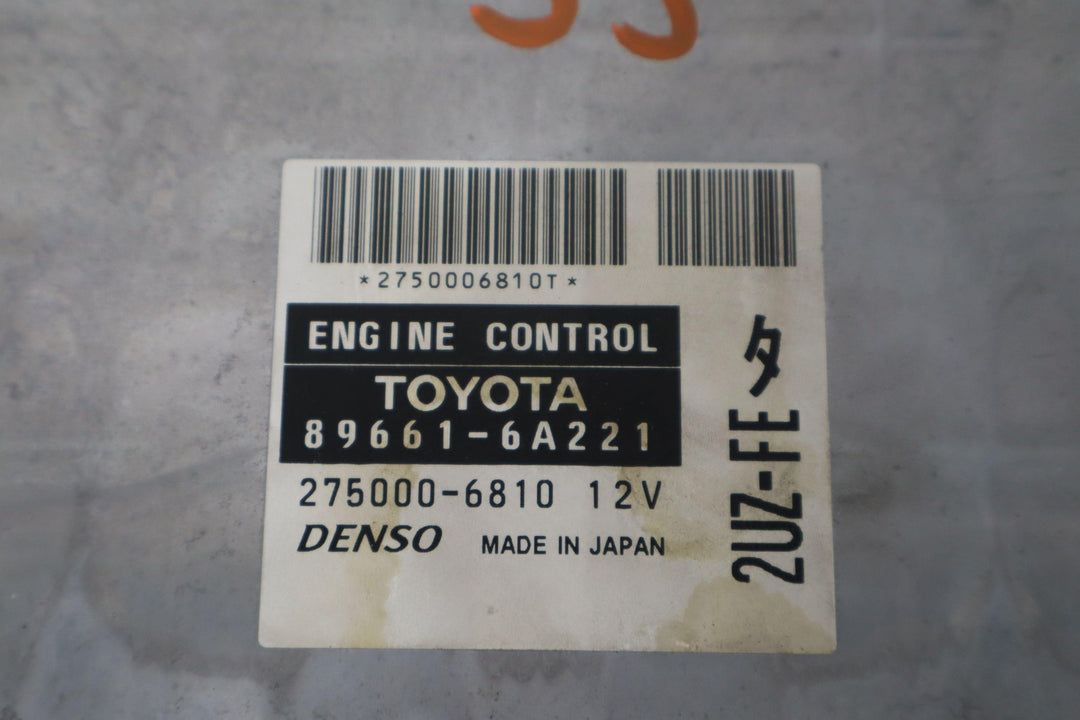 *2750006810T*
ENGINE CONTROL
TOYOTA
89661-6A221
275000-6810 12V
DENSO MADE IN JAPAN
2UZ-FE タ